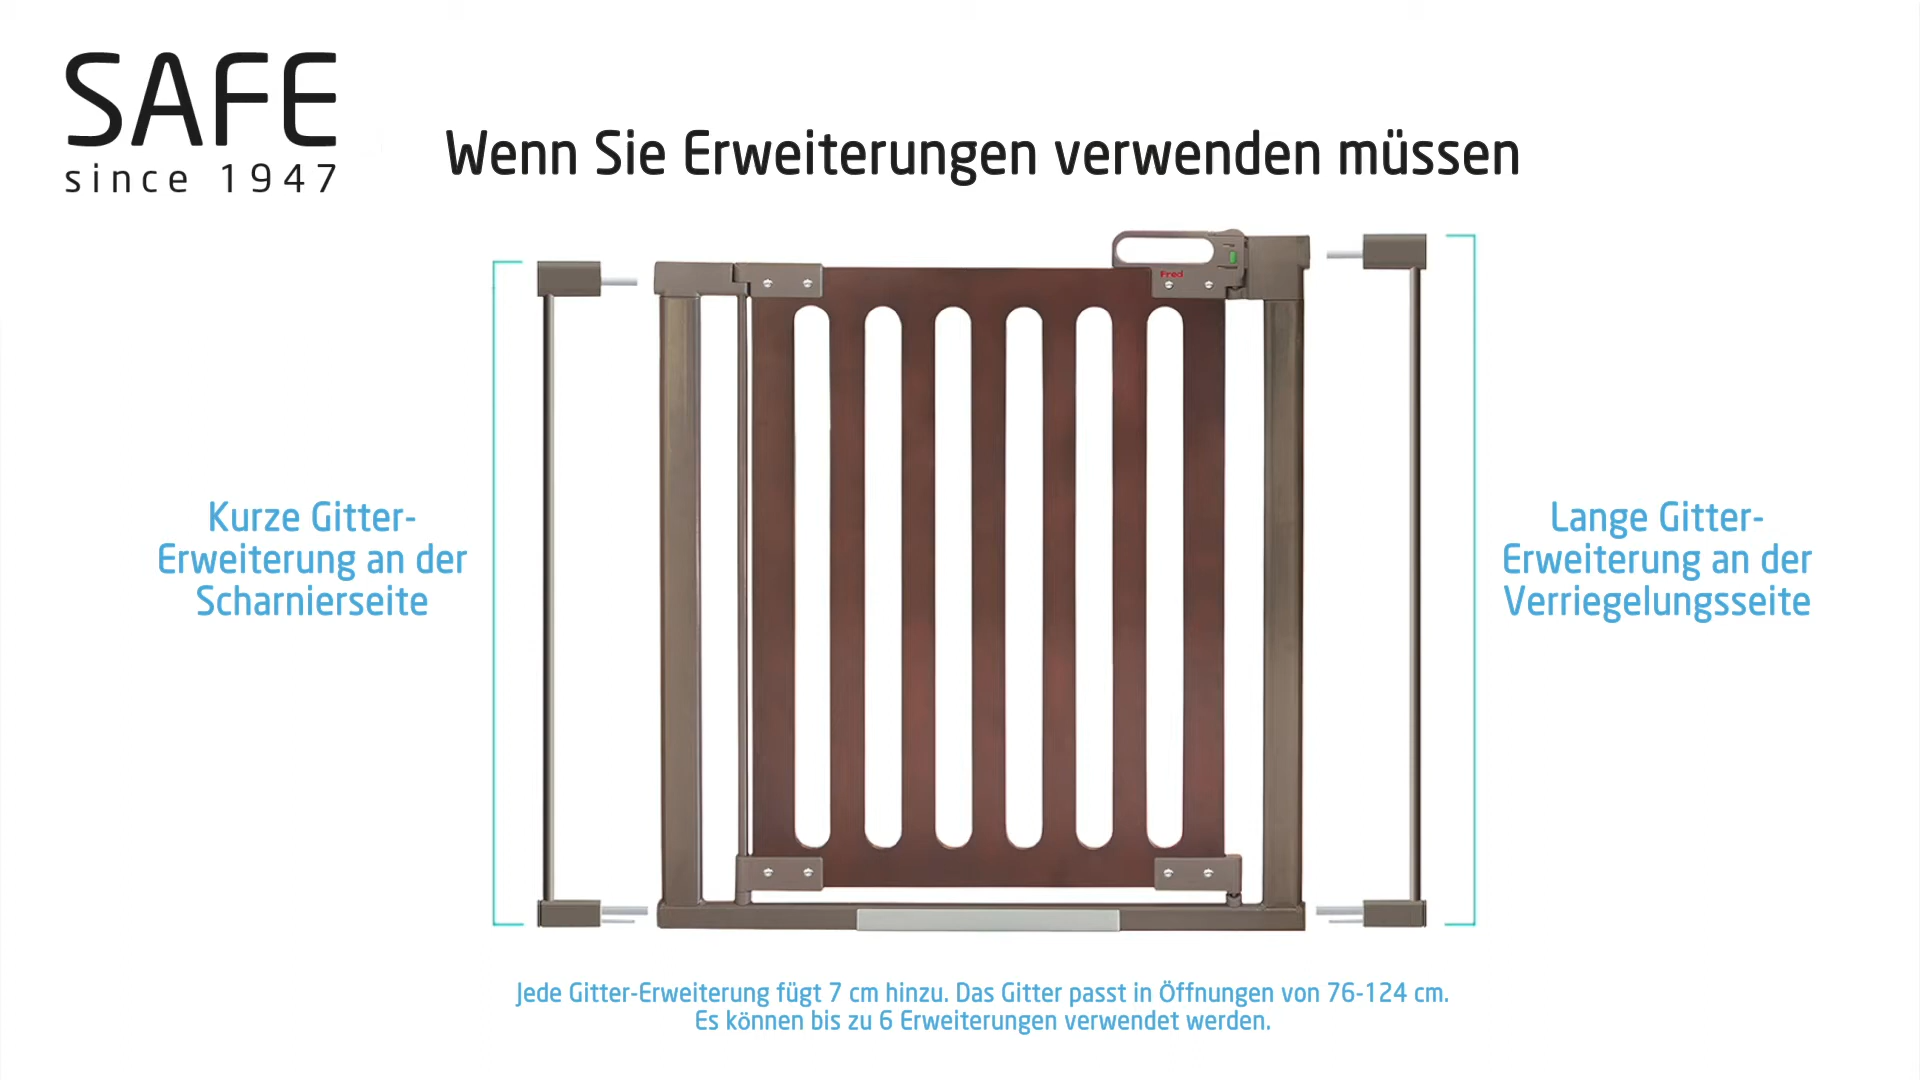 SAFE
since 1947
Wenn Sie Erweiterungen verwenden müssen
Fred
Kurze Gitter-
Erweiterung an der
Scharnierseite
Lange Gitter-
Erweiterung an der
Verriegelungsseite
Jede Gitter-Erweiterung fügt 7 cm hinzu. Das Gitter passt in Öffnungen von 76-124 cm.
Es können bis zu 6 Erweiterungen verwendet werden.